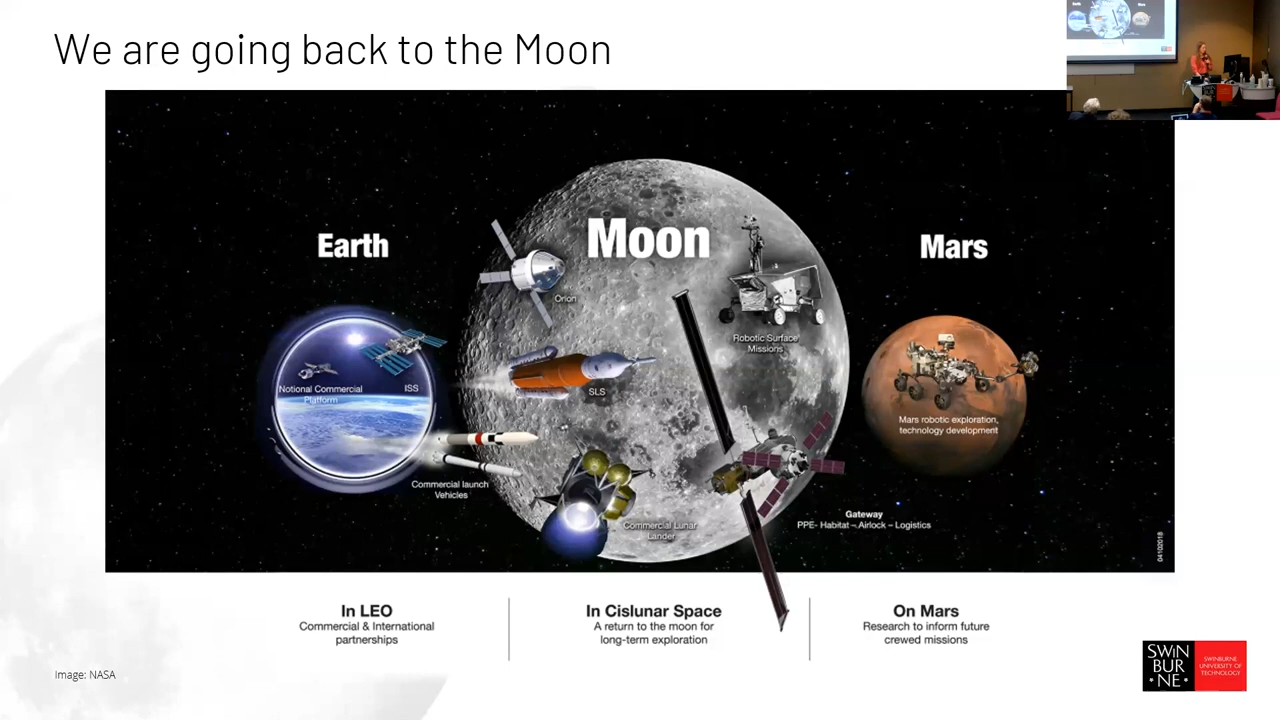 We are going back to the Moon
Earth
Moon
Mars
Orion
Robotic Surface
Missions
Notional Commercial
Platform
ISS
SLS
Mars robotic exploration,
technology development
Commercial launch
Vehicles
Commercial Lunar
Lander
Gateway
PPE- Habitat – Airlock – Logistics
04102018
In LEO
Commercial & International
partnerships
In Cislunar Space
A return to the moon for
long-term exploration
On Mars
Research to inform future
crewed missions
Image: NASA
SWIN
BUR
NE
SWINBURNE
UNIVERSITY OF
TECHNOLOGY